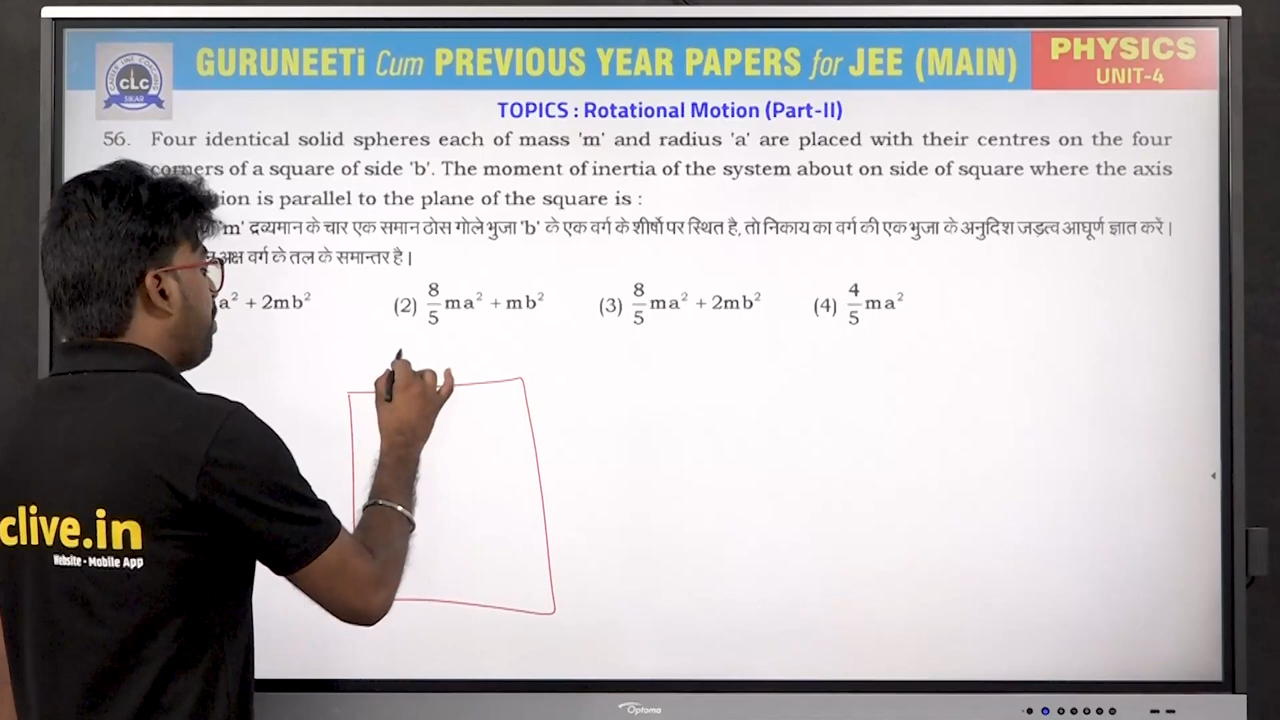 GURUNEETi Cum PREVIOUS YEAR PAPERS for JEE (MAIN)
PHYSICS
UNIT-4
CLC
SIKAR
TOPICS : Rotational Motion (Part-II)
56. Four identical solid spheres each of mass 'm' and radius 'a' are placed with their centres on the four
corners of a square of side 'b'. The moment of inertia of the system about on side of square where the axis
is parallel to the plane of the square is :
'm' द्रव्यमान के चार एक समान ठोस गोले भुजा 'b' के एक वर्ग के शीर्षो पर स्थित है, तो निकाय का वर्ग की एक भुजा के अनुदिश जड़त्व आघूर्ण ज्ञात करें।
अक्ष वर्ग के तल के समान्तर है।
a² + 2mb² (2) 8/5 ma² + mb² (3) 8/5 ma² + 2mb² (4) 4/5 ma²
clive.in
Website - Mobile App
Optoma